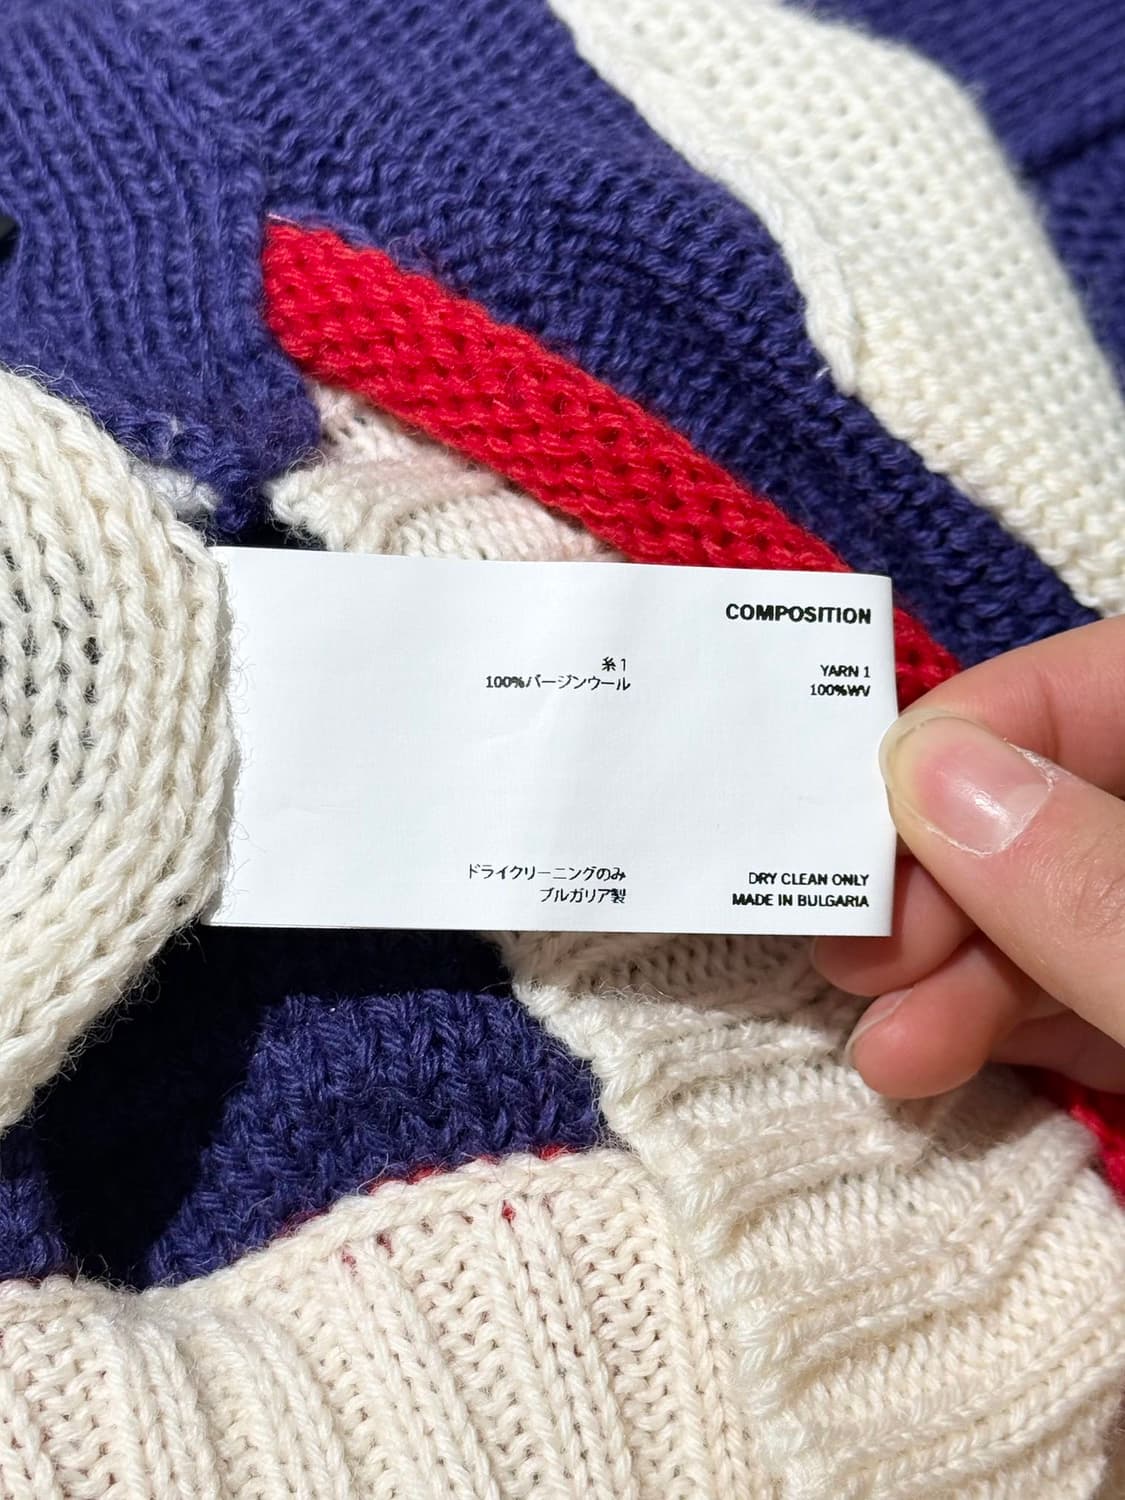 COMPOSITION
糸1
100%バージンウール
YARN 1
100%WV
ドライクリーニングのみ
ブルガリア製
DRY CLEAN ONLY
MADE IN BULGARIA